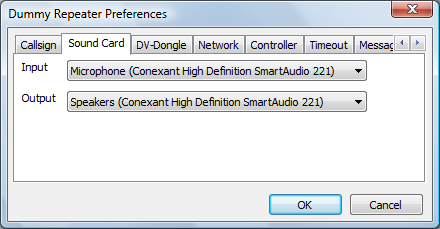 Dummy Repeater Preferences
Callsign Sound Card DV-Dongle Network Controller Timeout Messag
Input Microphone (Conexant High Definition SmartAudio 221)
Output Speakers (Conexant High Definition SmartAudio 221)
OK Cancel